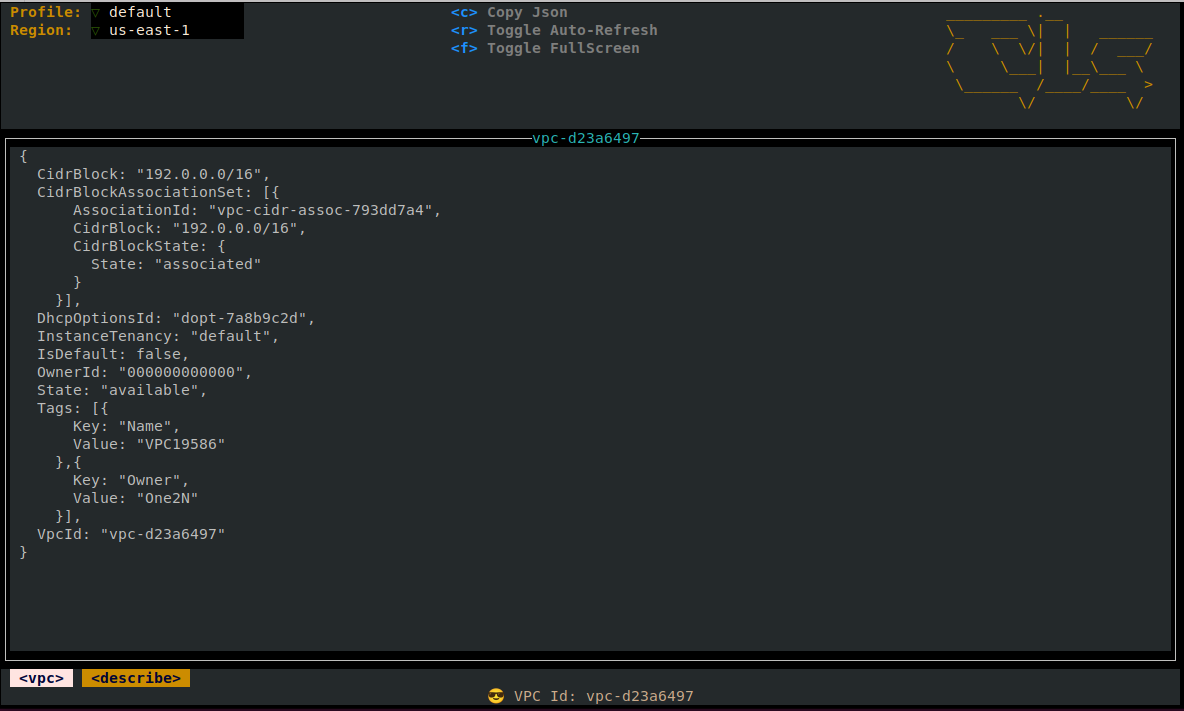 Profile: ▽ default
Region: ▽ us-east-1
<c> Copy Json
<r> Toggle Auto-Refresh
<f> Toggle FullScreen
cls
vpc-d23a6497
{
  CidrBlock: "192.0.0.0/16",
  CidrBlockAssociationSet: [{
      AssociationId: "vpc-cidr-assoc-793dd7a4",
      CidrBlock: "192.0.0.0/16",
      CidrBlockState: {
        State: "associated"
      }
    }],
  DhcpOptionsId: "dopt-7a8b9c2d",
  InstanceTenancy: "default",
  IsDefault: false,
  OwnerId: "000000000000",
  State: "available",
  Tags: [{
      Key: "Name",
      Value: "VPC19586"
    },{
      Key: "Owner",
      Value: "One2N"
    }],
  VpcId: "vpc-d23a6497"
}
<vpc> <describe>
😎 VPC Id: vpc-d23a6497